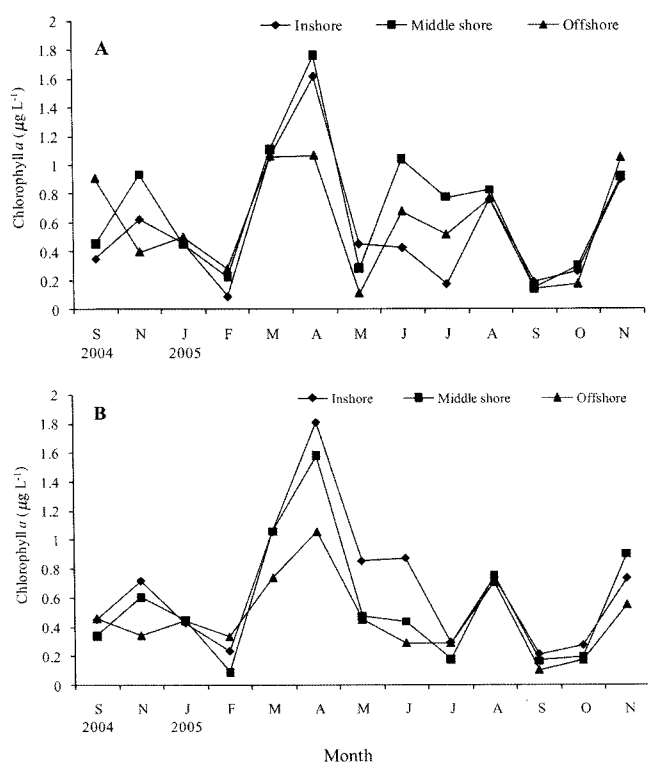 A
Inshore Middle shore Offshore
Chlorophyll a (µg L⁻¹)
2
1.8
1.6
1.4
1.2
1
0.8
0.6
0.4
0.2
0
S N J F M A M J J A S O N
2004 2005
B
Inshore Middle shore Offshore
Chlorophyll a (µg L⁻¹)
2
1.8
1.6
1.4
1.2
1
0.8
0.6
0.4
0.2
0
S N J F M A M J J A S O N
2004 2005
Month